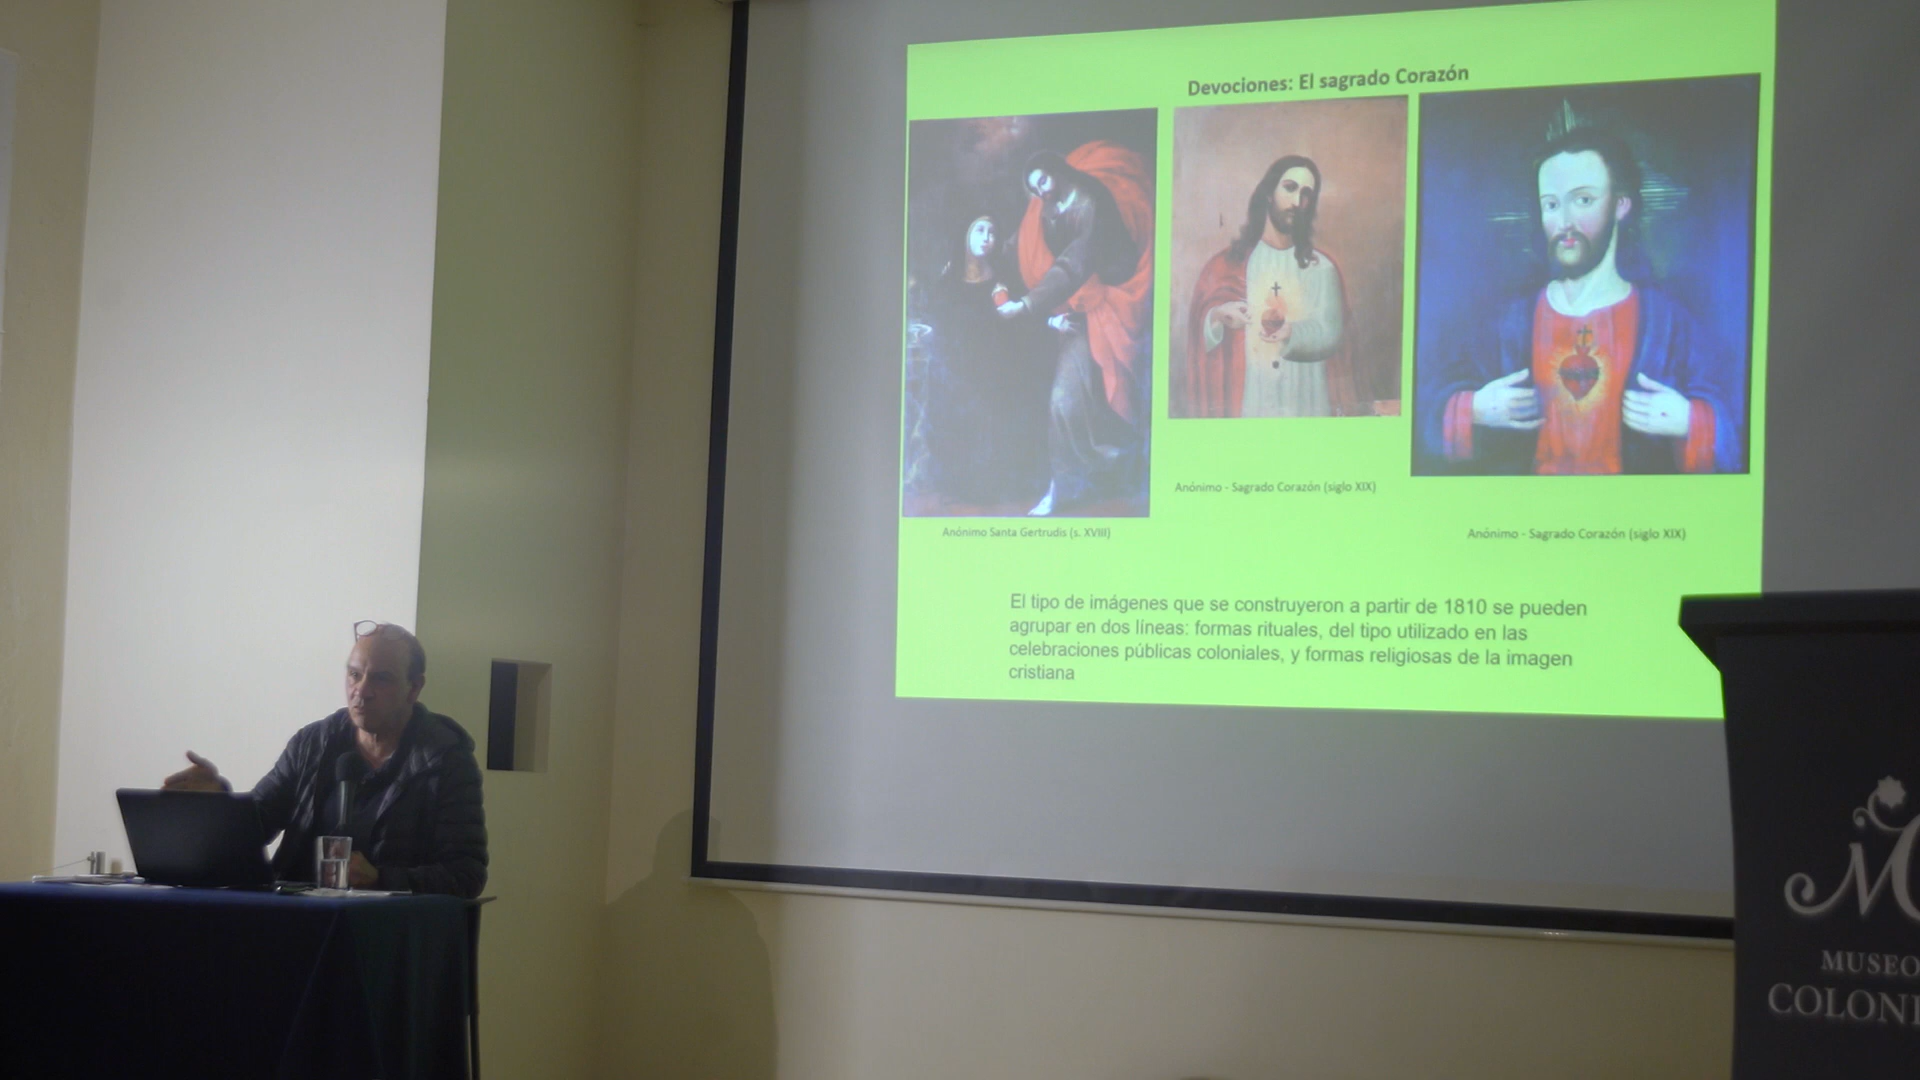 Devociones: El sagrado Corazón
Anónimo - Sagrado Corazón (siglo XIX)
Anónimo Santa Gertrudis (s. XVIII)
Anónimo - Sagrado Corazón (siglo XIX)
El tipo de imágenes que se construyeron a partir de 1810 se pueden
agrupar en dos líneas: formas rituales, del tipo utilizado en las
celebraciones públicas coloniales, y formas religiosas de la imagen
cristiana
MUSEO
COLONI